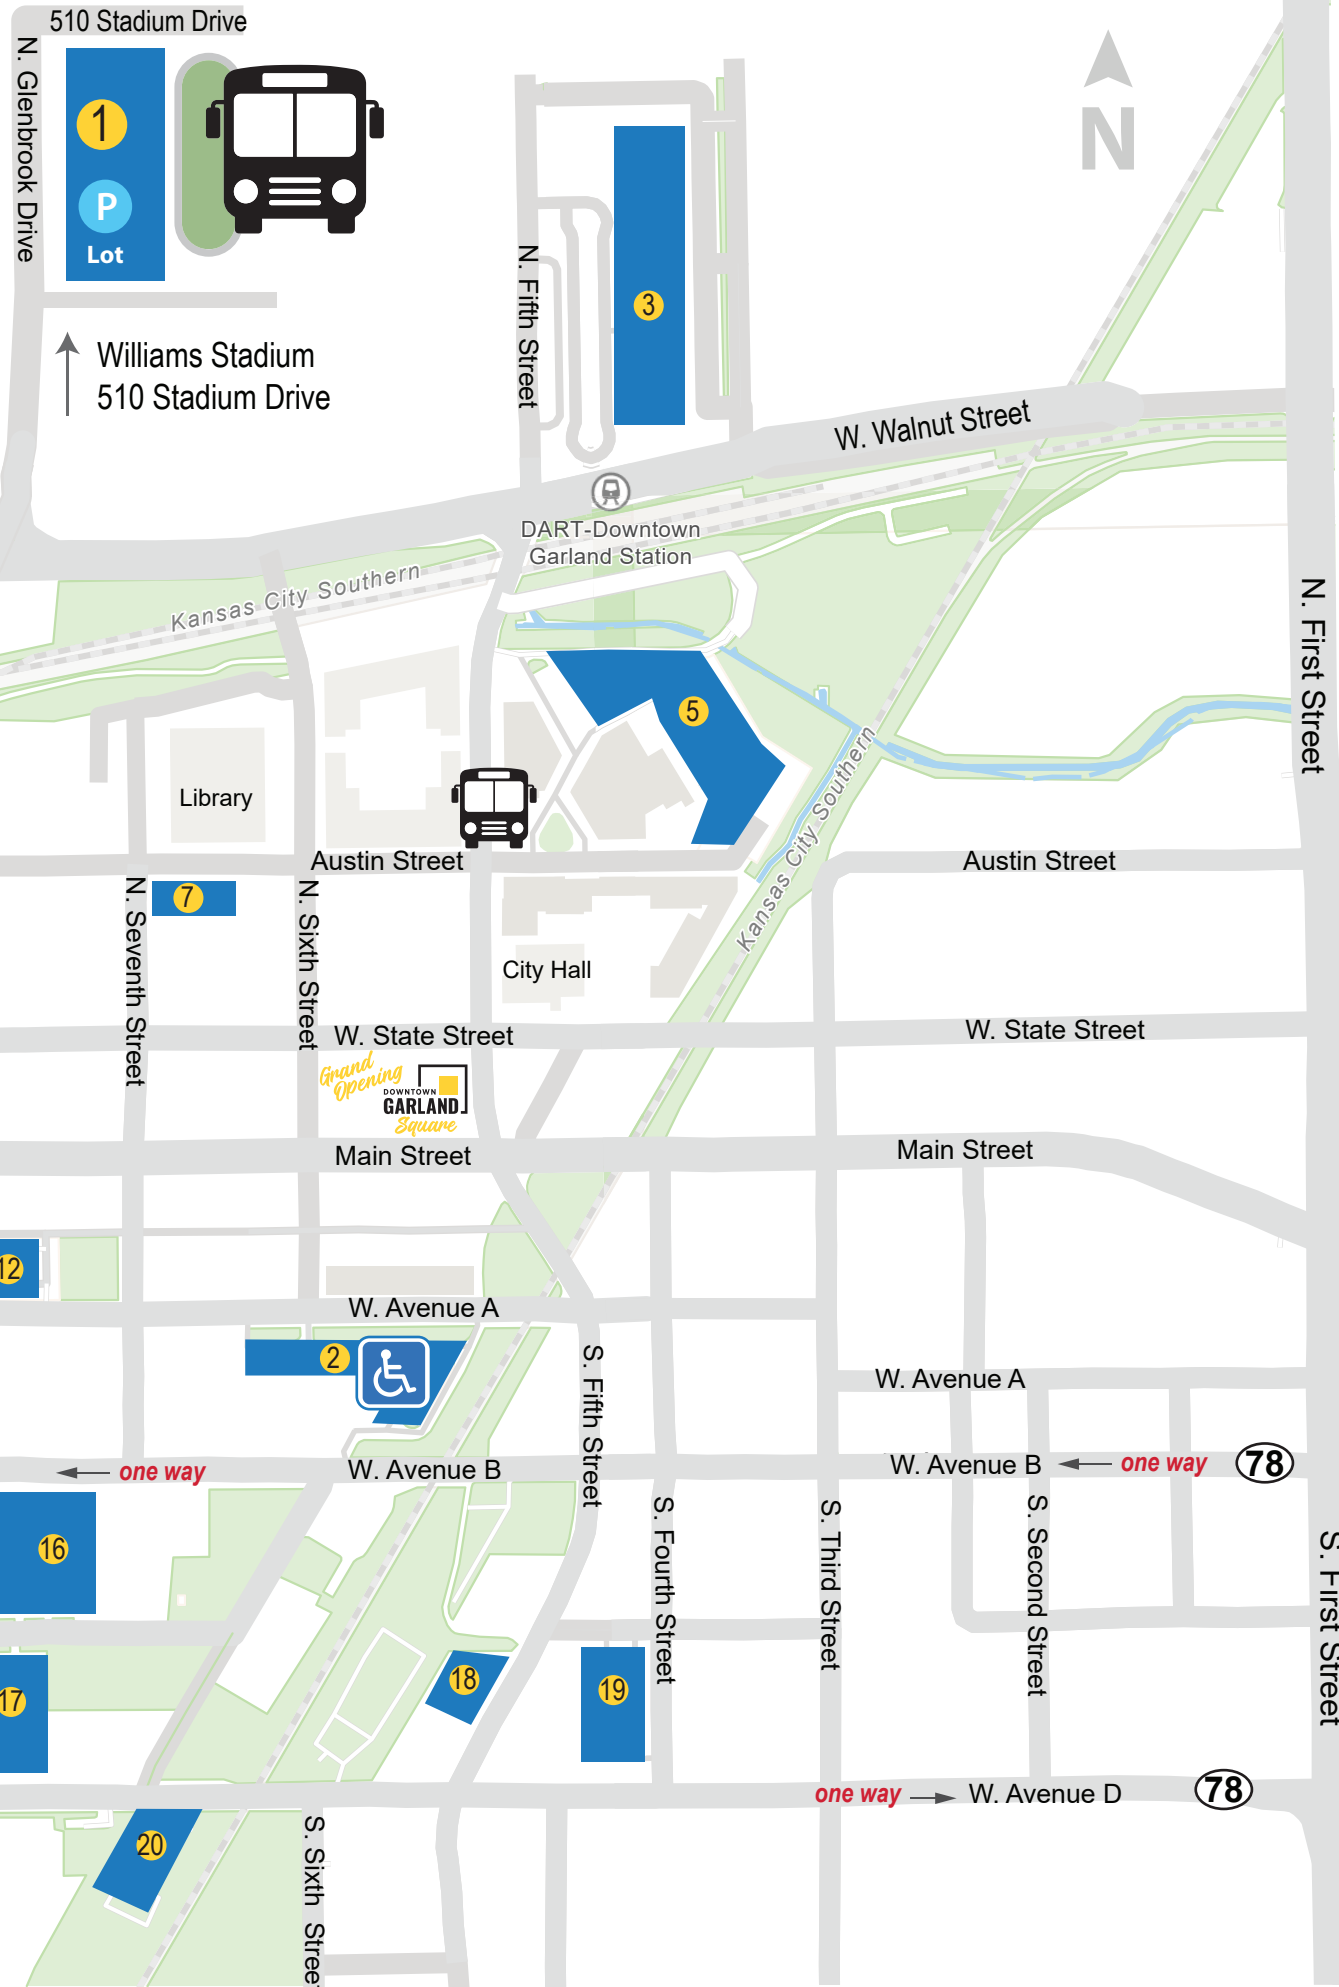 510 Stadium Drive
N. Glenbrook Drive
1
P
Lot
N
Williams Stadium
510 Stadium Drive
N. Fifth Street
3
W. Walnut Street
DART-Downtown
Garland Station
Kansas City Southern
N. First Street
5
Kansas City Southern
Library
Austin Street
Austin Street
7
N. Seventh Street
N. Sixth Street
City Hall
W. State Street
W. State Street
Grand
Opening
DOWNTOWN
GARLAND
Square
Main Street
Main Street
12
W. Avenue A
2
S. Fifth Street
W. Avenue A
one way
W. Avenue B
W. Avenue B
one way
78
16
S. Fourth Street
S. Third Street
S. Second Street
S. First Street
17
18
19
one way
W. Avenue D
78
20
S. Sixth Street